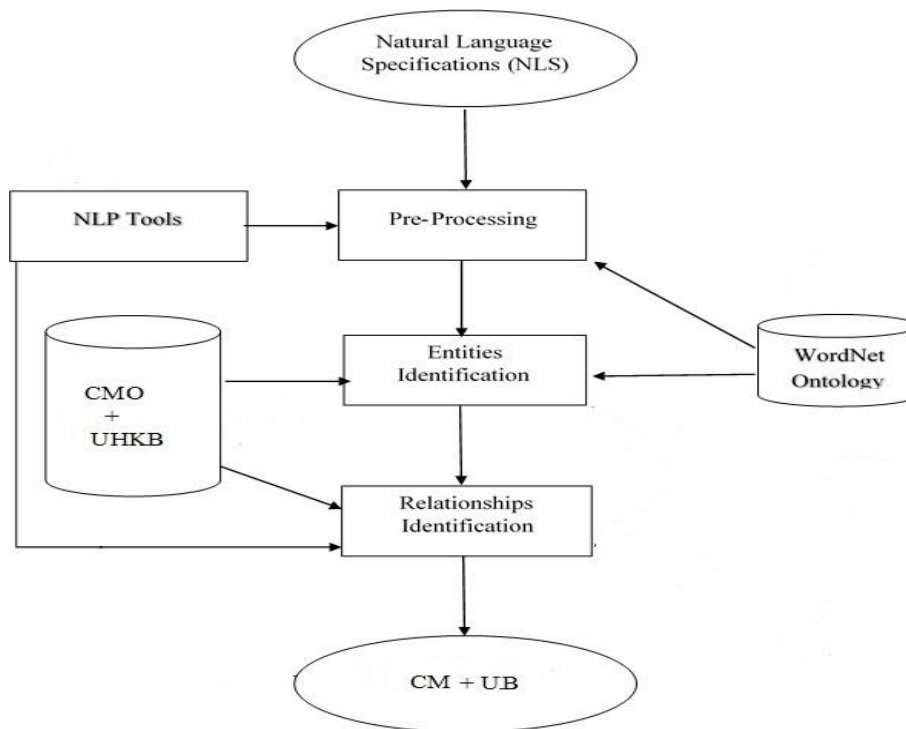 Natural Language
Specifications (NLS)
NLP Tools
Pre-Processing
Entities
Identification
WordNet
Ontology
CMO
+
UHKB
Relationships
Identification
CM + UB